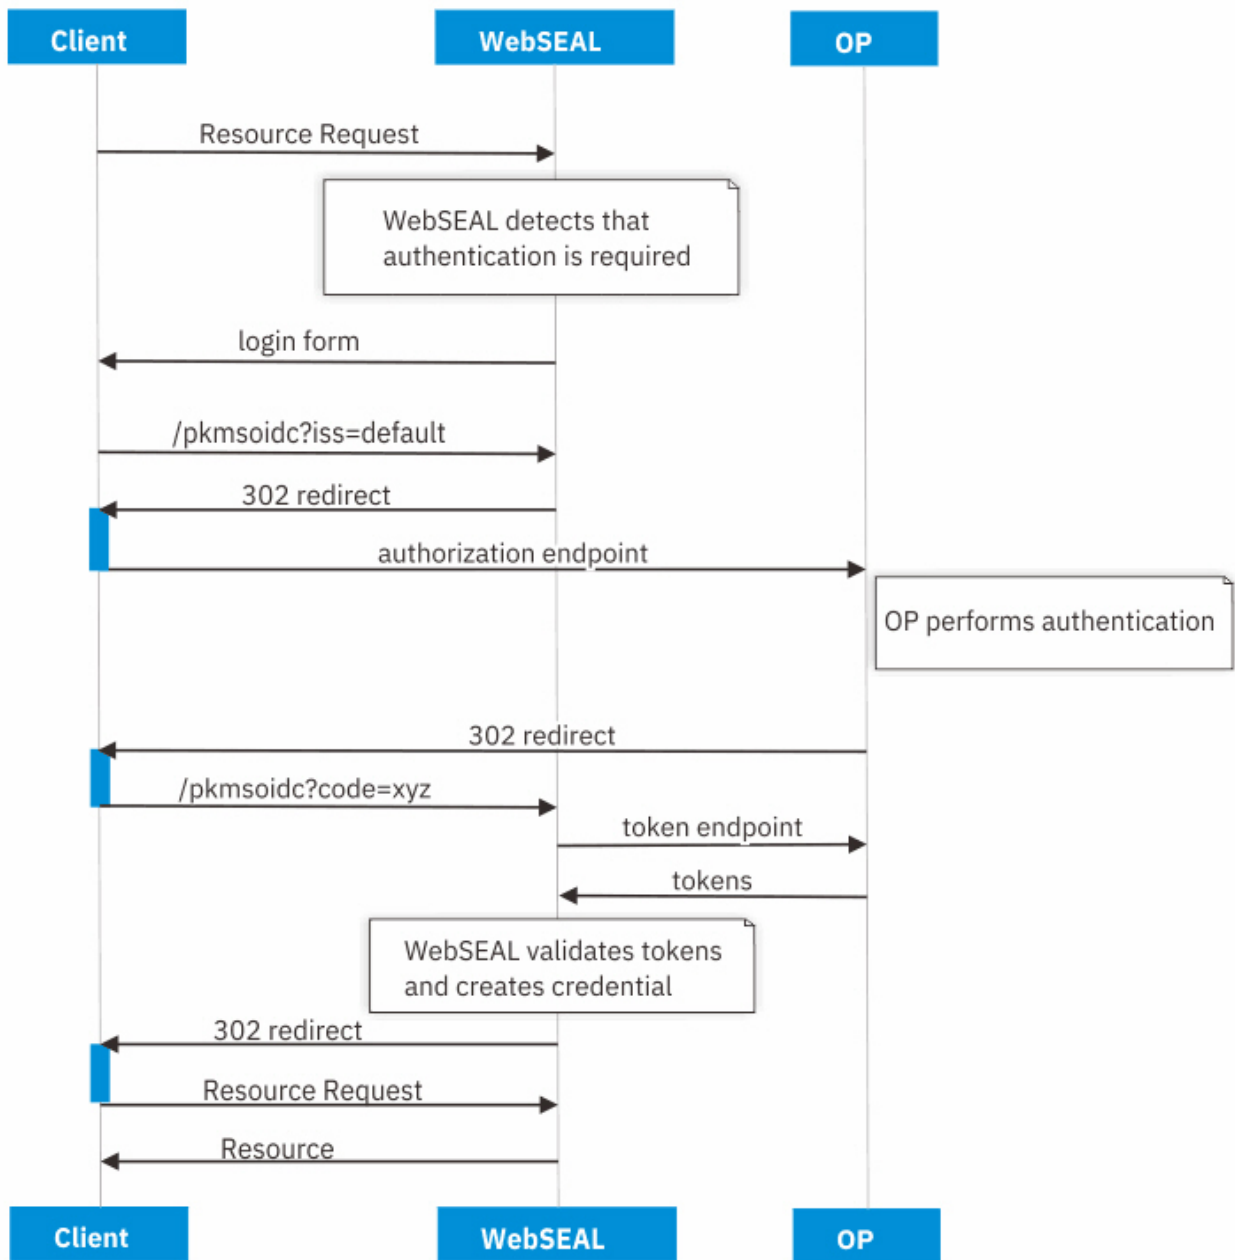 Client
WebSEAL
OP
Resource Request
WebSEAL detects that
authentication is required
login form
/pkmsoidc?iss=default
302 redirect
authorization endpoint
OP performs authentication
302 redirect
/pkmsoidc?code=xyz
token endpoint
tokens
WebSEAL validates tokens
and creates credential
302 redirect
Resource Request
Resource
Client
WebSEAL
OP